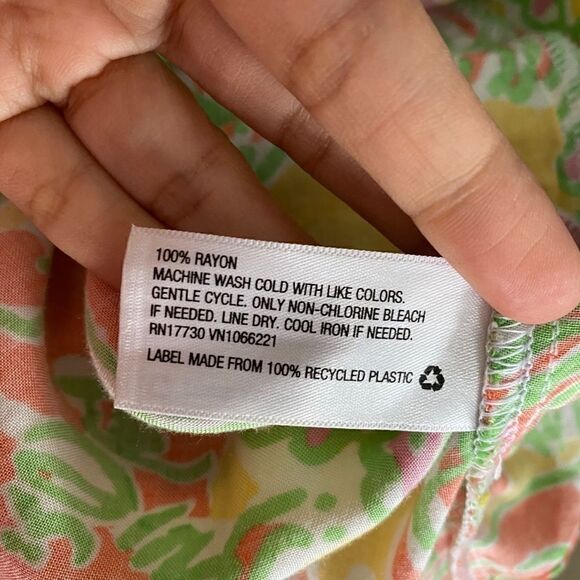 100% RAYON
MACHINE WASH COLD WITH LIKE COLORS.
GENTLE CYCLE. ONLY NON-CHLORINE BLEACH
IF NEEDED. LINE DRY. COOL IRON IF NEEDED.
RN17730 VN1066221
LABEL MADE FROM 100% RECYCLED PLASTIC